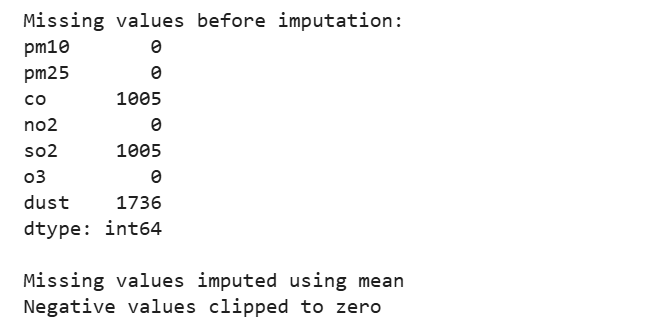 Missing values before imputation:
pm10 0
pm25 0
co 1005
no2 0
so2 1005
o3 0
dust 1736
dtype: int64
Missing values imputed using mean
Negative values clipped to zero